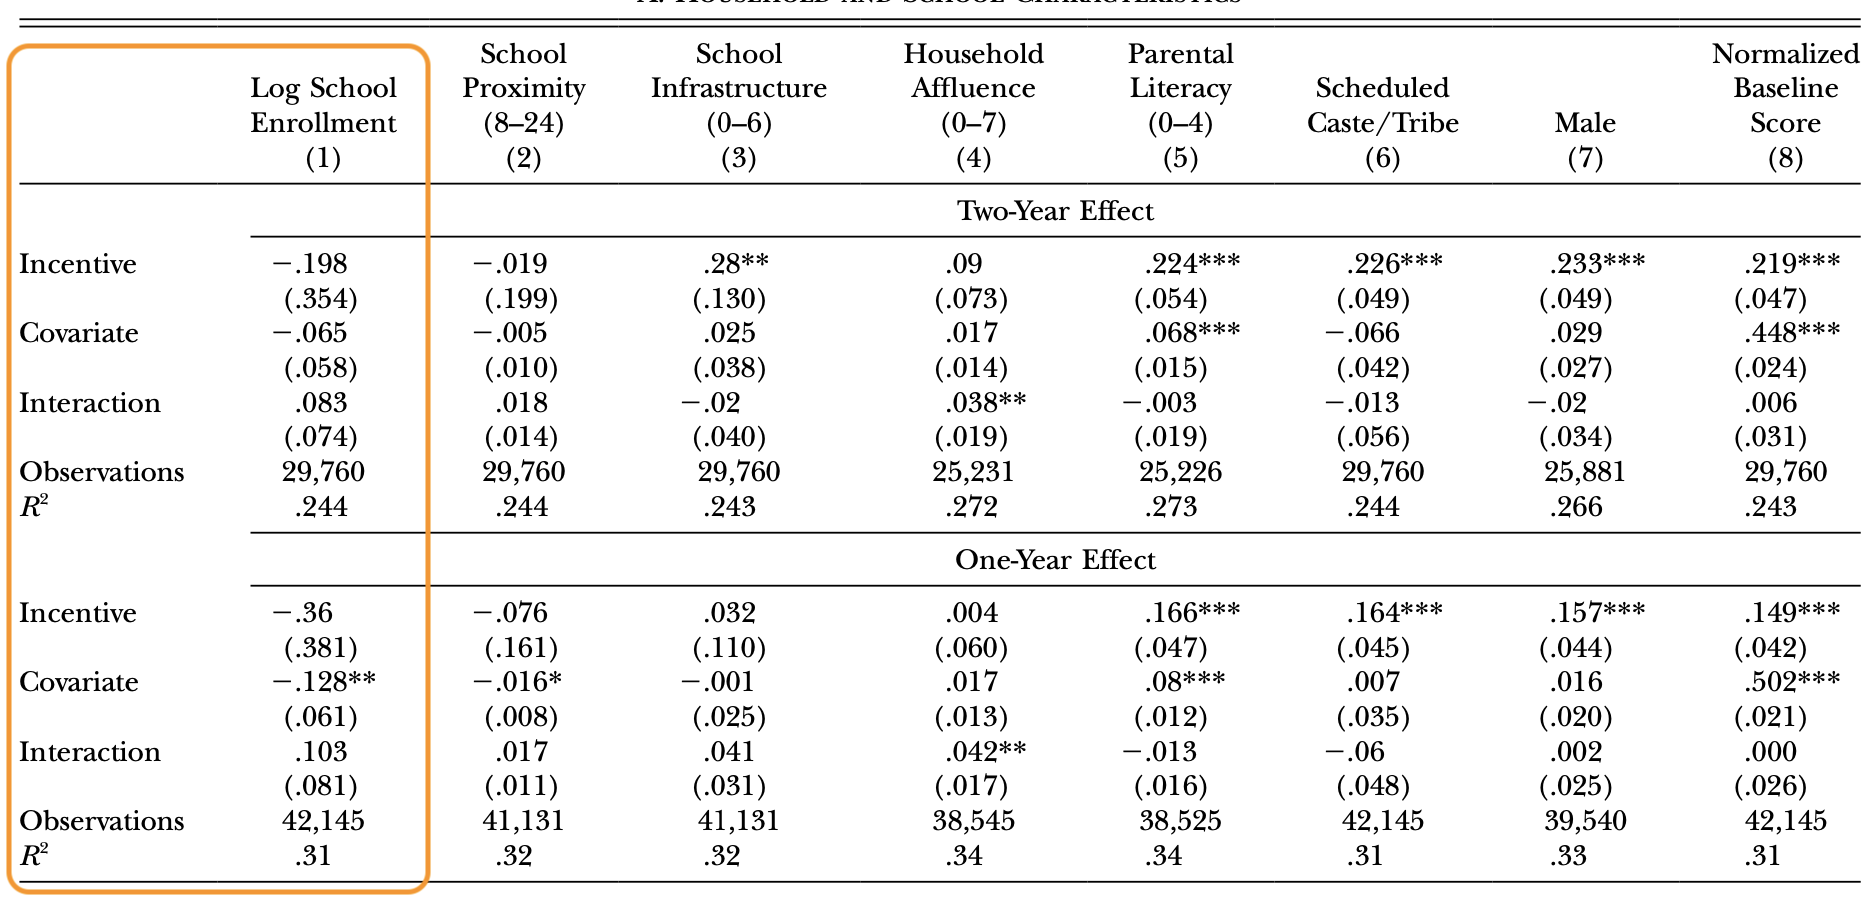 A. Household and School Characteristics
School School Household Parental Normalized
Log School Proximity Infrastructure Affluence Literacy Scheduled Baseline
Enrollment (8–24) (0–6) (0–7) (0–4) Caste/Tribe Male Score
(1) (2) (3) (4) (5) (6) (7) (8)
Two-Year Effect
Incentive −.198 −.019 .28** .09 .224*** .226*** .233*** .219***
(.354) (.199) (.130) (.073) (.054) (.049) (.049) (.047)
Covariate −.065 −.005 .025 .017 .068*** −.066 .029 .448***
(.058) (.010) (.038) (.014) (.015) (.042) (.027) (.024)
Interaction .083 .018 −.02 .038** −.003 −.013 −.02 .006
(.074) (.014) (.040) (.019) (.019) (.056) (.034) (.031)
Observations 29,760 29,760 29,760 25,231 25,226 29,760 25,881 29,760
R² .244 .244 .243 .272 .273 .244 .266 .243
One-Year Effect
Incentive −.36 −.076 .032 .004 .166*** .164*** .157*** .149***
(.381) (.161) (.110) (.060) (.047) (.045) (.044) (.042)
Covariate −.128** −.016* −.001 .017 .08*** .007 .016 .502***
(.061) (.008) (.025) (.013) (.012) (.035) (.020) (.021)
Interaction .103 .017 .041 .042** −.013 −.06 .002 .000
(.081) (.011) (.031) (.017) (.016) (.048) (.025) (.026)
Observations 42,145 41,131 41,131 38,545 38,525 42,145 39,540 42,145
R² .31 .32 .32 .34 .34 .31 .33 .31